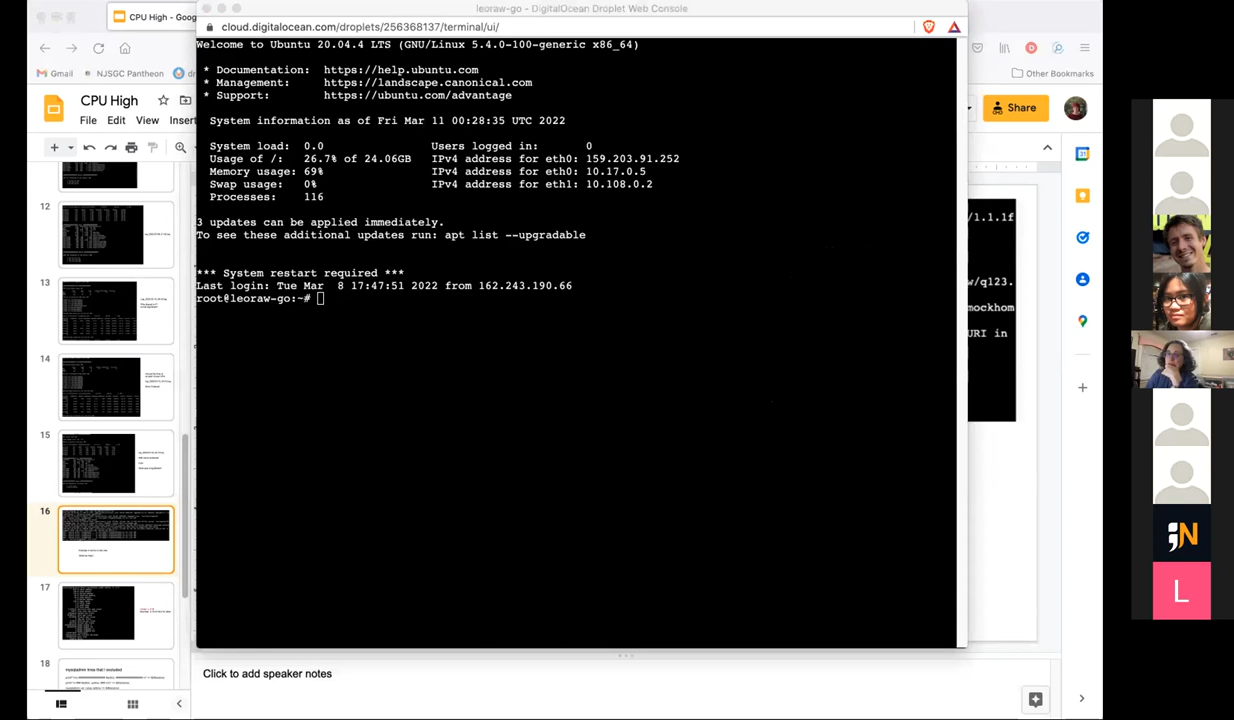 leoraw-go - DigitalOcean Droplet Web Console
cloud.digitalocean.com/droplets/256368137/terminal/ui/
CPU High - Goo
Gmail
NJSGC Pantheon
Other Bookmarks
CPU High
File
Edit
View
Insert
Share
Welcome to Ubuntu 20.04.4 LTS (GNU/Linux 5.4.0-100-generic x86_64)
* Documentation: https://help.ubuntu.com
* Management: https://landscape.canonical.com
* Support: https://ubuntu.com/advantage
System information as of Fri Mar 11 00:28:35 UTC 2022
System load: 0.0 Users logged in: 0
Usage of /: 26.7% of 24.06GB IPv4 address for eth0: 159.203.91.252
Memory usage: 69% IPv4 address for eth0: 10.17.0.5
Swap usage: 0% IPv4 address for eth1: 10.108.0.2
Processes: 116
3 updates can be applied immediately.
To see these additional updates run: apt list --upgradable
*** System restart required ***
Last login: Tue Mar 8 17:47:51 2022 from 162.243.190.66
root@leoraw-go:~#
/1.1.1f
w/q123.
mockhom
URI in
12
13
14
15
16
17
18
Click to add speaker notes
L